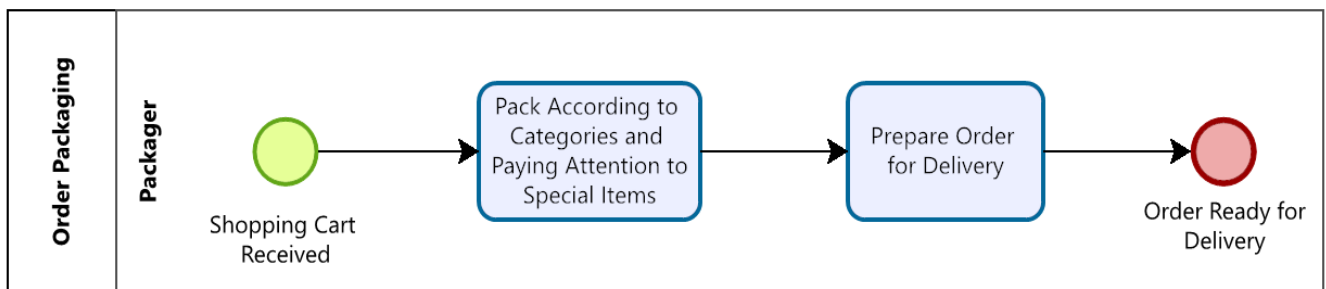 Order Packaging
Packager
Shopping Cart
Received
Pack According to
Categories and
Paying Attention to
Special Items
Prepare Order
for Delivery
Order Ready for
Delivery